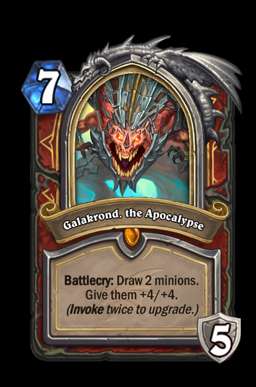 7
Galakrond, the Apocalypse
Battlecry: Draw 2 minions.
Give them +4/+4.
(Invoke twice to upgrade.)
5